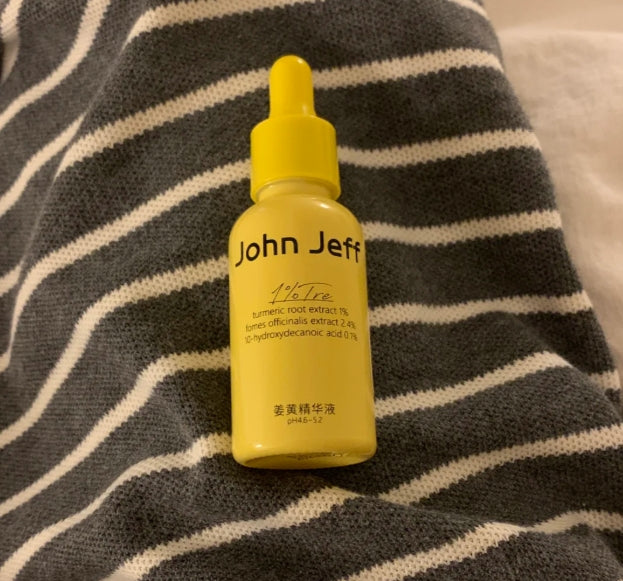 John Jeff
1%Tre
turmeric root extract 1%
fomes officinalis extract 2.4%
10-hydroxydecanoic acid 0.1%
姜黄精华液
pH4.6-5.2